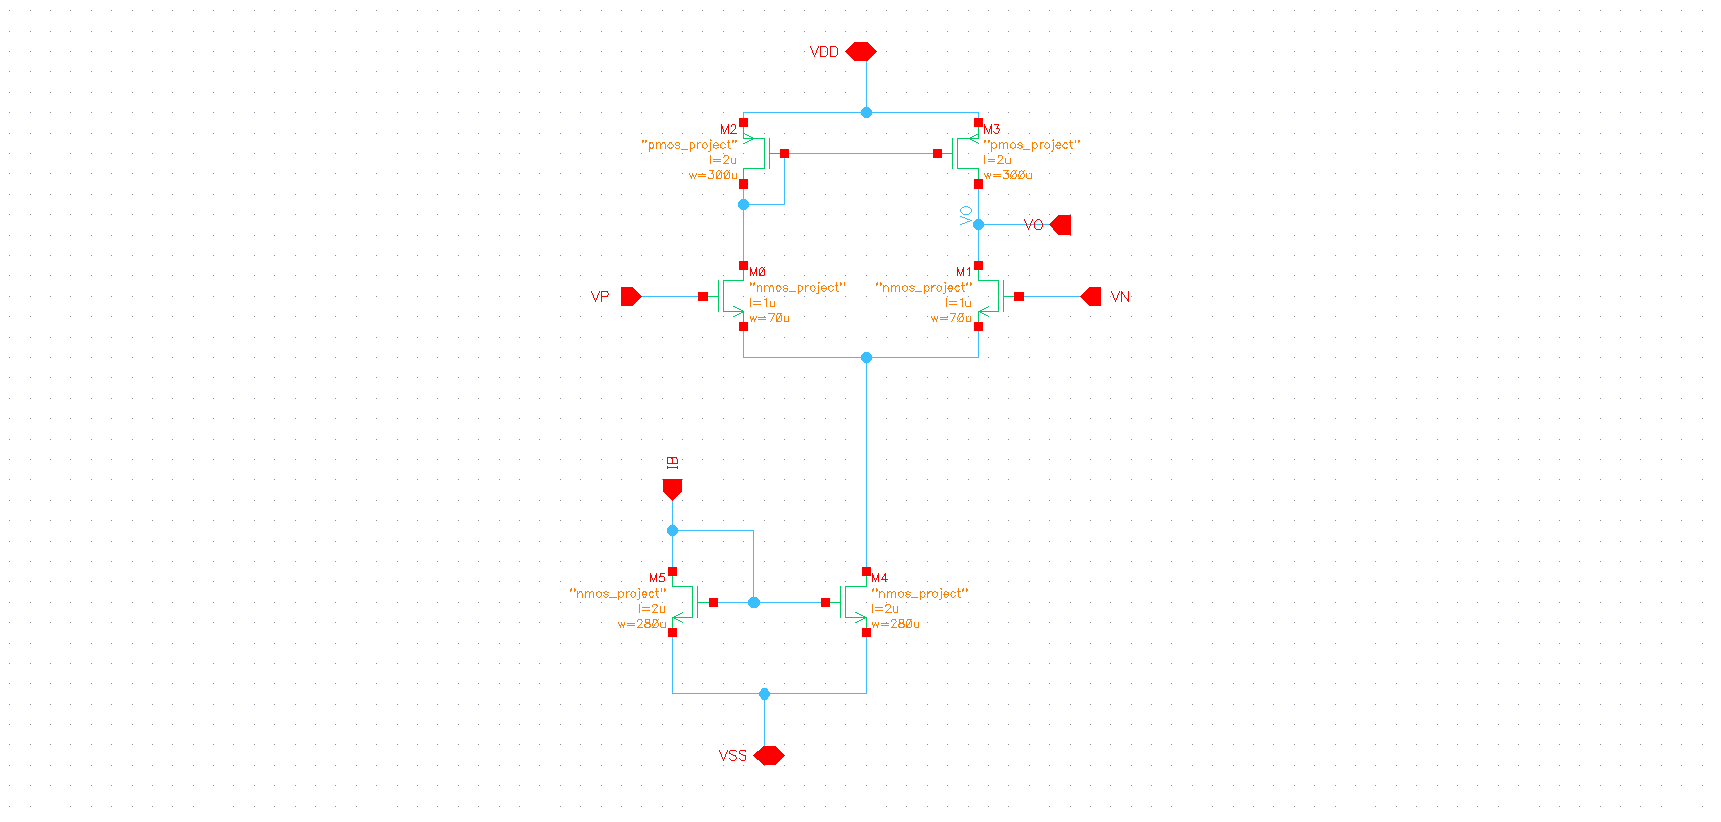 VDD
M2
"pmos_project"
l=2u
w=300u
M3
"pmos_project"
l=2u
w=300u
VO
VO
M0
"nmos_project"
l=1u
w=70u
M1
"nmos_project"
l=1u
w=70u
VP
VN
IB
M5
"nmos_project"
l=2u
w=280u
M4
"nmos_project"
l=2u
w=280u
VSS